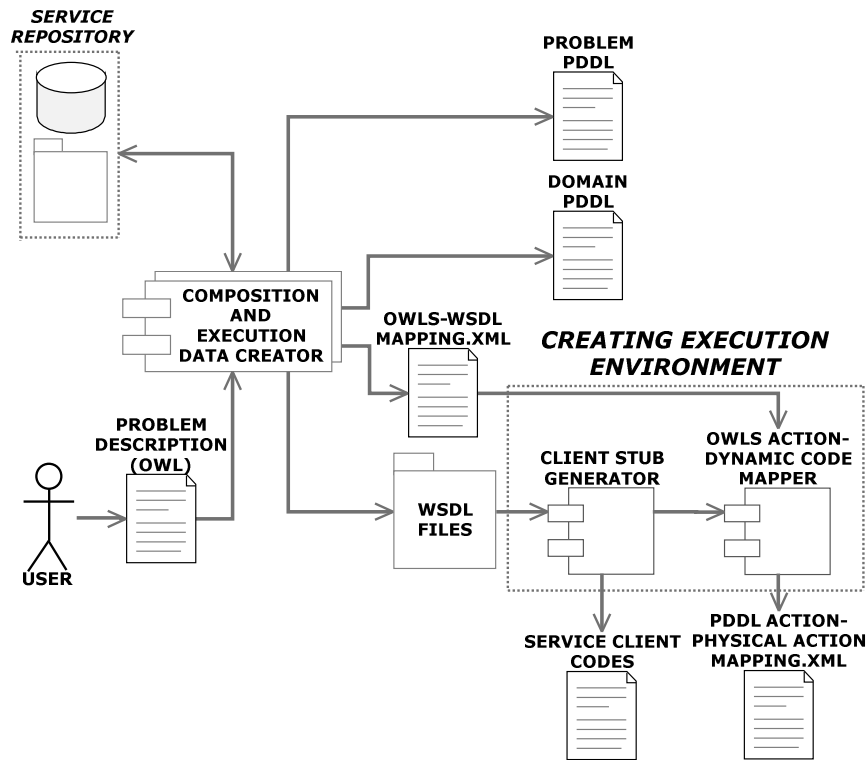 SERVICE
REPOSITORY
PROBLEM
PDDL
DOMAIN
PDDL
COMPOSITION
AND
EXECUTION
DATA CREATOR
OWLS-WSDL
MAPPING.XML
CREATING EXECUTION
ENVIRONMENT
PROBLEM
DESCRIPTION
(OWL)
USER
WSDL
FILES
CLIENT STUB
GENERATOR
OWLS ACTION-
DYNAMIC CODE
MAPPER
SERVICE CLIENT
CODES
PDDL ACTION-
PHYSICAL ACTION
MAPPING.XML